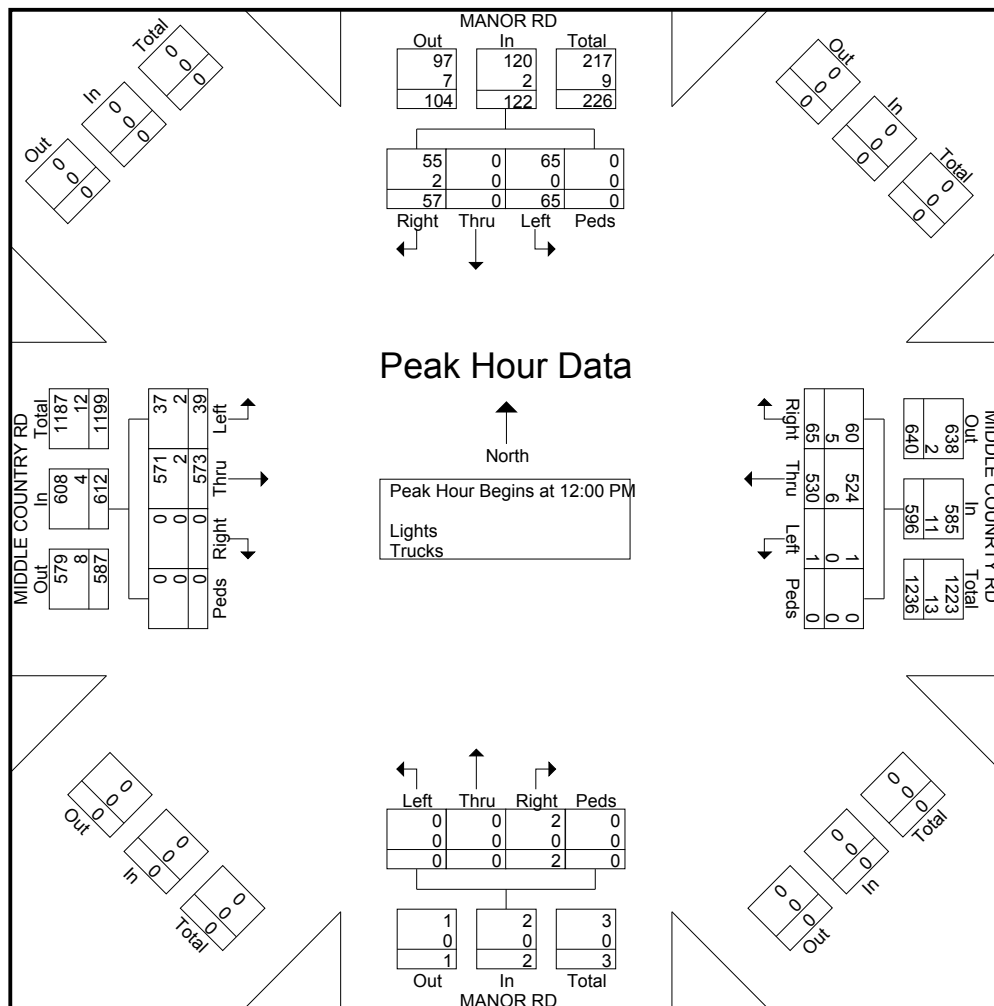 MANOR RD
Out In Total
97 120 217
7 2 9
104 122 226
55 0 65 0
2 0 0 0
57 0 65 0
Right Thru Left Peds
Total
0
0
0
In
0
0
0
Out
0
0
0
Out
0
0
0
In
0
0
0
Total
0
0
0
Peak Hour Data
North
Peak Hour Begins at 12:00 PM
Lights
Trucks
MIDDLE COUNTRY RD
Out In Total
579 608 1187
8 4 12
587 612 1199
0 0 571 37
0 0 2 2
0 0 573 39
Peds Right Thru Left
MIDDLE COUNRTY RD
Out In Total
638 585 1223
2 11 13
640 596 1236
60 524 1 0
5 6 0 0
65 530 1 0
Right Thru Left Peds
Left Thru Right Peds
0 0 2 0
0 0 0 0
0 0 2 0
1 2 3
0 0 0
1 2 3
Out In Total
MANOR RD
Out
0
0
0
In
0
0
0
Total
0
0
0
Total
0
0
0
In
0
0
0
Out
0
0
0